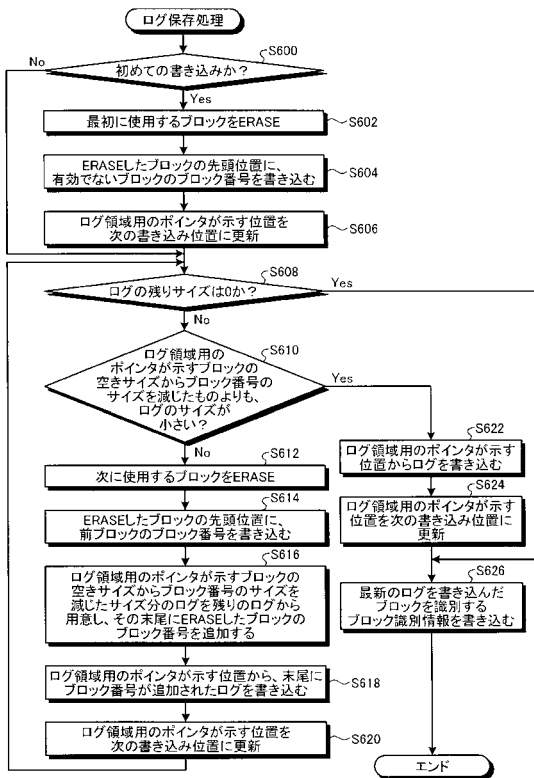 ログ保存処理
S600
初めての書き込みか？
No
Yes
最初に使用するブロックをERASE
S602
ERASEしたブロックの先頭位置に、
有効でないブロックのブロック番号を書き込む
S604
ログ領域用のポインタが示す位置を
次の書き込み位置に更新
S606
S608
ログの残りサイズは0か？
Yes
No
S610
ログ領域用の
ポインタが示すブロックの
空きサイズからブロック番号の
サイズを減じたものよりも、
ログのサイズが
小さい？
Yes
No
S612
次に使用するブロックをERASE
S614
ERASEしたブロックの先頭位置に、
前ブロックのブロック番号を書き込む
S616
ログ領域用のポインタが示すブロックの
空きサイズからブロック番号のサイズを
減じたサイズ分のログを残りのログから
用意し、その末尾にERASEしたブロックの
ブロック番号を追加する
ログ領域用のポインタが示す位置から、末尾に
ブロック番号が追加されたログを書き込む
S618
ログ領域用のポインタが示す位置を
次の書き込み位置に更新
S620
S622
ログ領域用のポインタが示す
位置からログを書き込む
S624
ログ領域用のポインタが示す
位置を次の書き込み位置に
更新
S626
最新のログを書き込んだ
ブロックを識別する
ブロック識別情報を書き込む
エンド